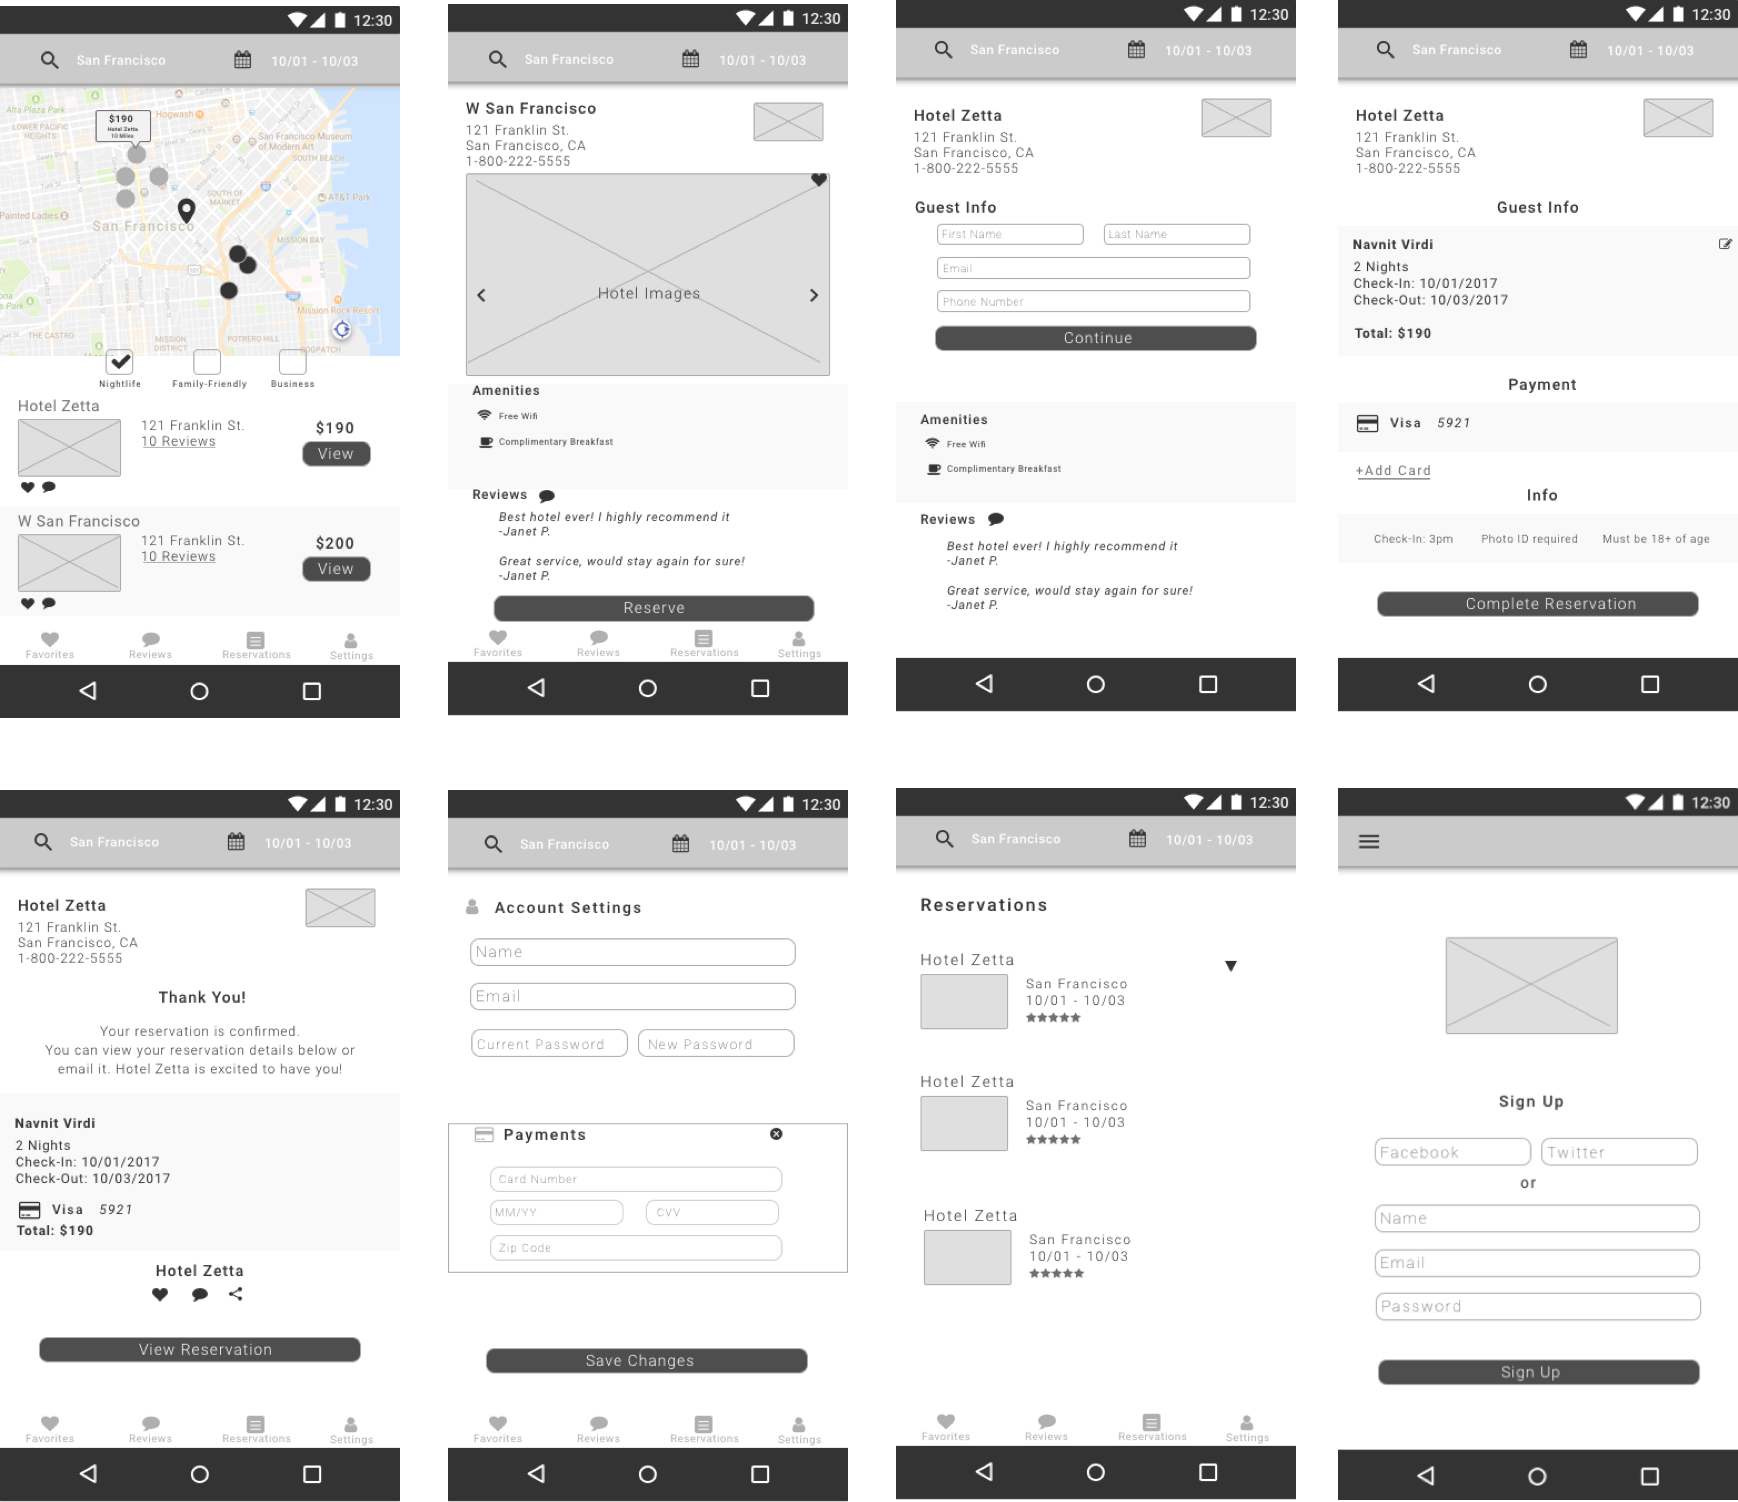 12:30
San Francisco
10/01 - 10/03
Alta Plaza Park
LOWER PACIFIC
HEIGHTS
$190
Hotel Zetta
10 Miles
Hogwash
San Francisco Museum
of Modern Art
SOUTH BEACH
SOUTH OF
MARKET
AT&T Park
Painted Ladies
San Francisco
MISSION BAY
101
280
Mission Rock Resort
THE CASTRO
MISSION
DISTRICT
POTRERO HILL
DOGPATCH
Nightlife
Family-Friendly
Business
Hotel Zetta
121 Franklin St.
10 Reviews
$190
View
W San Francisco
121 Franklin St.
10 Reviews
$200
View
Favorites
Reviews
Reservations
Settings
12:30
San Francisco
10/01 - 10/03
W San Francisco
121 Franklin St.
San Francisco, CA
1-800-222-5555
Hotel Images
Amenities
Free Wifi
Complimentary Breakfast
Reviews
Best hotel ever! I highly recommend it
-Janet P.
Great service, would stay again for sure!
-Janet P.
Reserve
Favorites
Reviews
Reservations
Settings
12:30
San Francisco
10/01 - 10/03
Hotel Zetta
121 Franklin St.
San Francisco, CA
1-800-222-5555
Guest Info
First Name
Last Name
Email
Phone Number
Continue
Amenities
Free Wifi
Complimentary Breakfast
Reviews
Best hotel ever! I highly recommend it
-Janet P.
Great service, would stay again for sure!
-Janet P.
12:30
San Francisco
10/01 - 10/03
Hotel Zetta
121 Franklin St.
San Francisco, CA
1-800-222-5555
Guest Info
Navnit Virdi
2 Nights
Check-In: 10/01/2017
Check-Out: 10/03/2017
Total: $190
Payment
Visa 5921
+Add Card
Info
Check-In: 3pm
Photo ID required
Must be 18+ of age
Complete Reservation
12:30
San Francisco
10/01 - 10/03
Hotel Zetta
121 Franklin St.
San Francisco, CA
1-800-222-5555
Thank You!
Your reservation is confirmed.
You can view your reservation details below or
email it. Hotel Zetta is excited to have you!
Navnit Virdi
2 Nights
Check-In: 10/01/2017
Check-Out: 10/03/2017
Visa 5921
Total: $190
Hotel Zetta
View Reservation
Favorites
Reviews
Reservations
Settings
12:30
San Francisco
10/01 - 10/03
Account Settings
Name
Email
Current Password
New Password
Payments
Card Number
MM/YY
CVV
Zip Code
Save Changes
Favorites
Reviews
Reservations
Settings
12:30
San Francisco
10/01 - 10/03
Reservations
Hotel Zetta
San Francisco
10/01 - 10/03
Hotel Zetta
San Francisco
10/01 - 10/03
Hotel Zetta
San Francisco
10/01 - 10/03
Favorites
Reviews
Reservations
Settings
12:30
Sign Up
Facebook
Twitter
or
Name
Email
Password
Sign Up